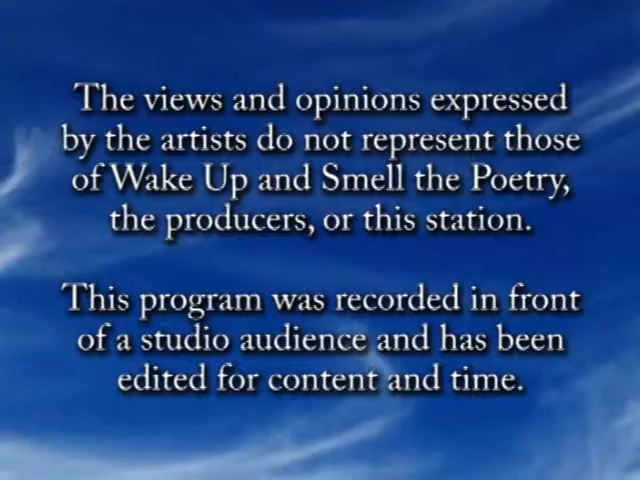 The views and opinions expressed
by the artists do not represent those
of Wake Up and Smell the Poetry,
the producers, or this station.
This program was recorded in front
of a studio audience and has been
edited for content and time.